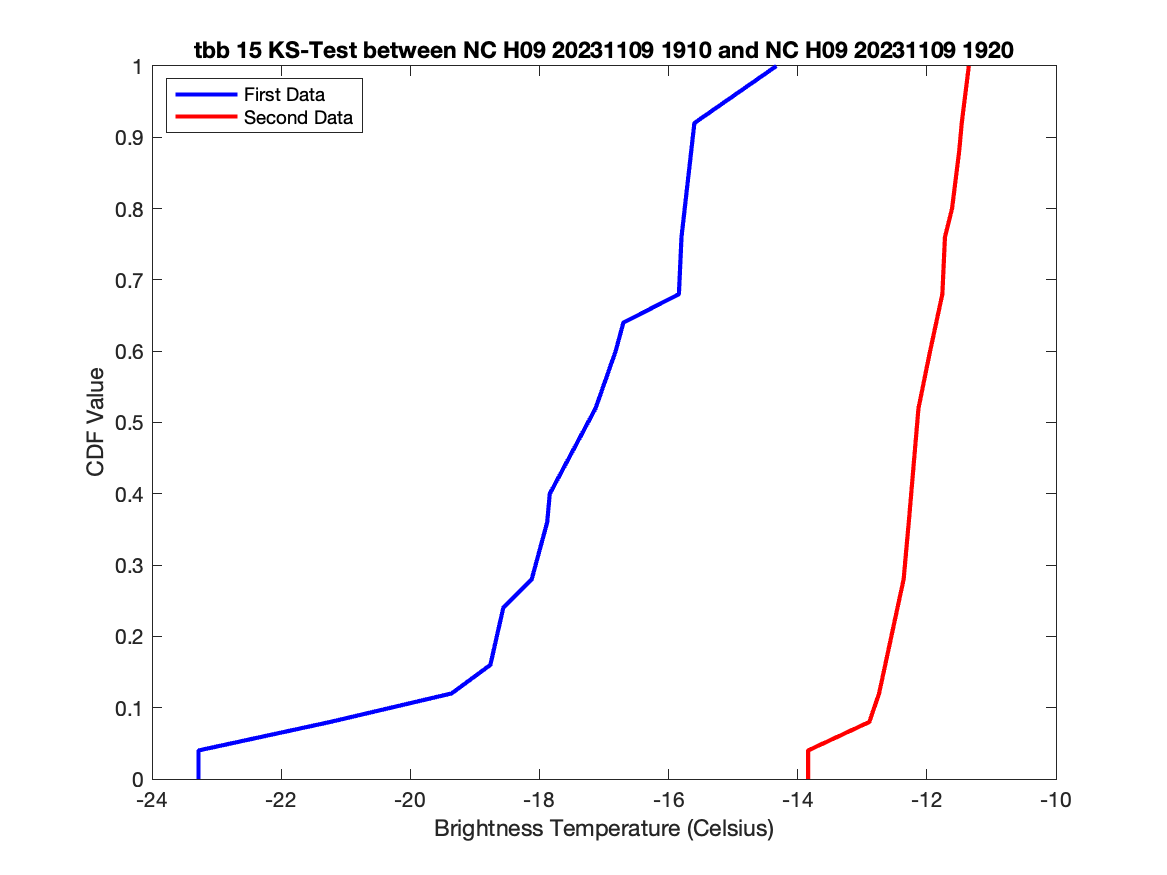 tbb 15 KS-Test between NC H09 20231109 1910 and NC H09 20231109 1920
First Data
Second Data
1
0.9
0.8
0.7
0.6
0.5
0.4
0.3
0.2
0.1
0
CDF Value
-24 -22 -20 -18 -16 -14 -12 -10
Brightness Temperature (Celsius)